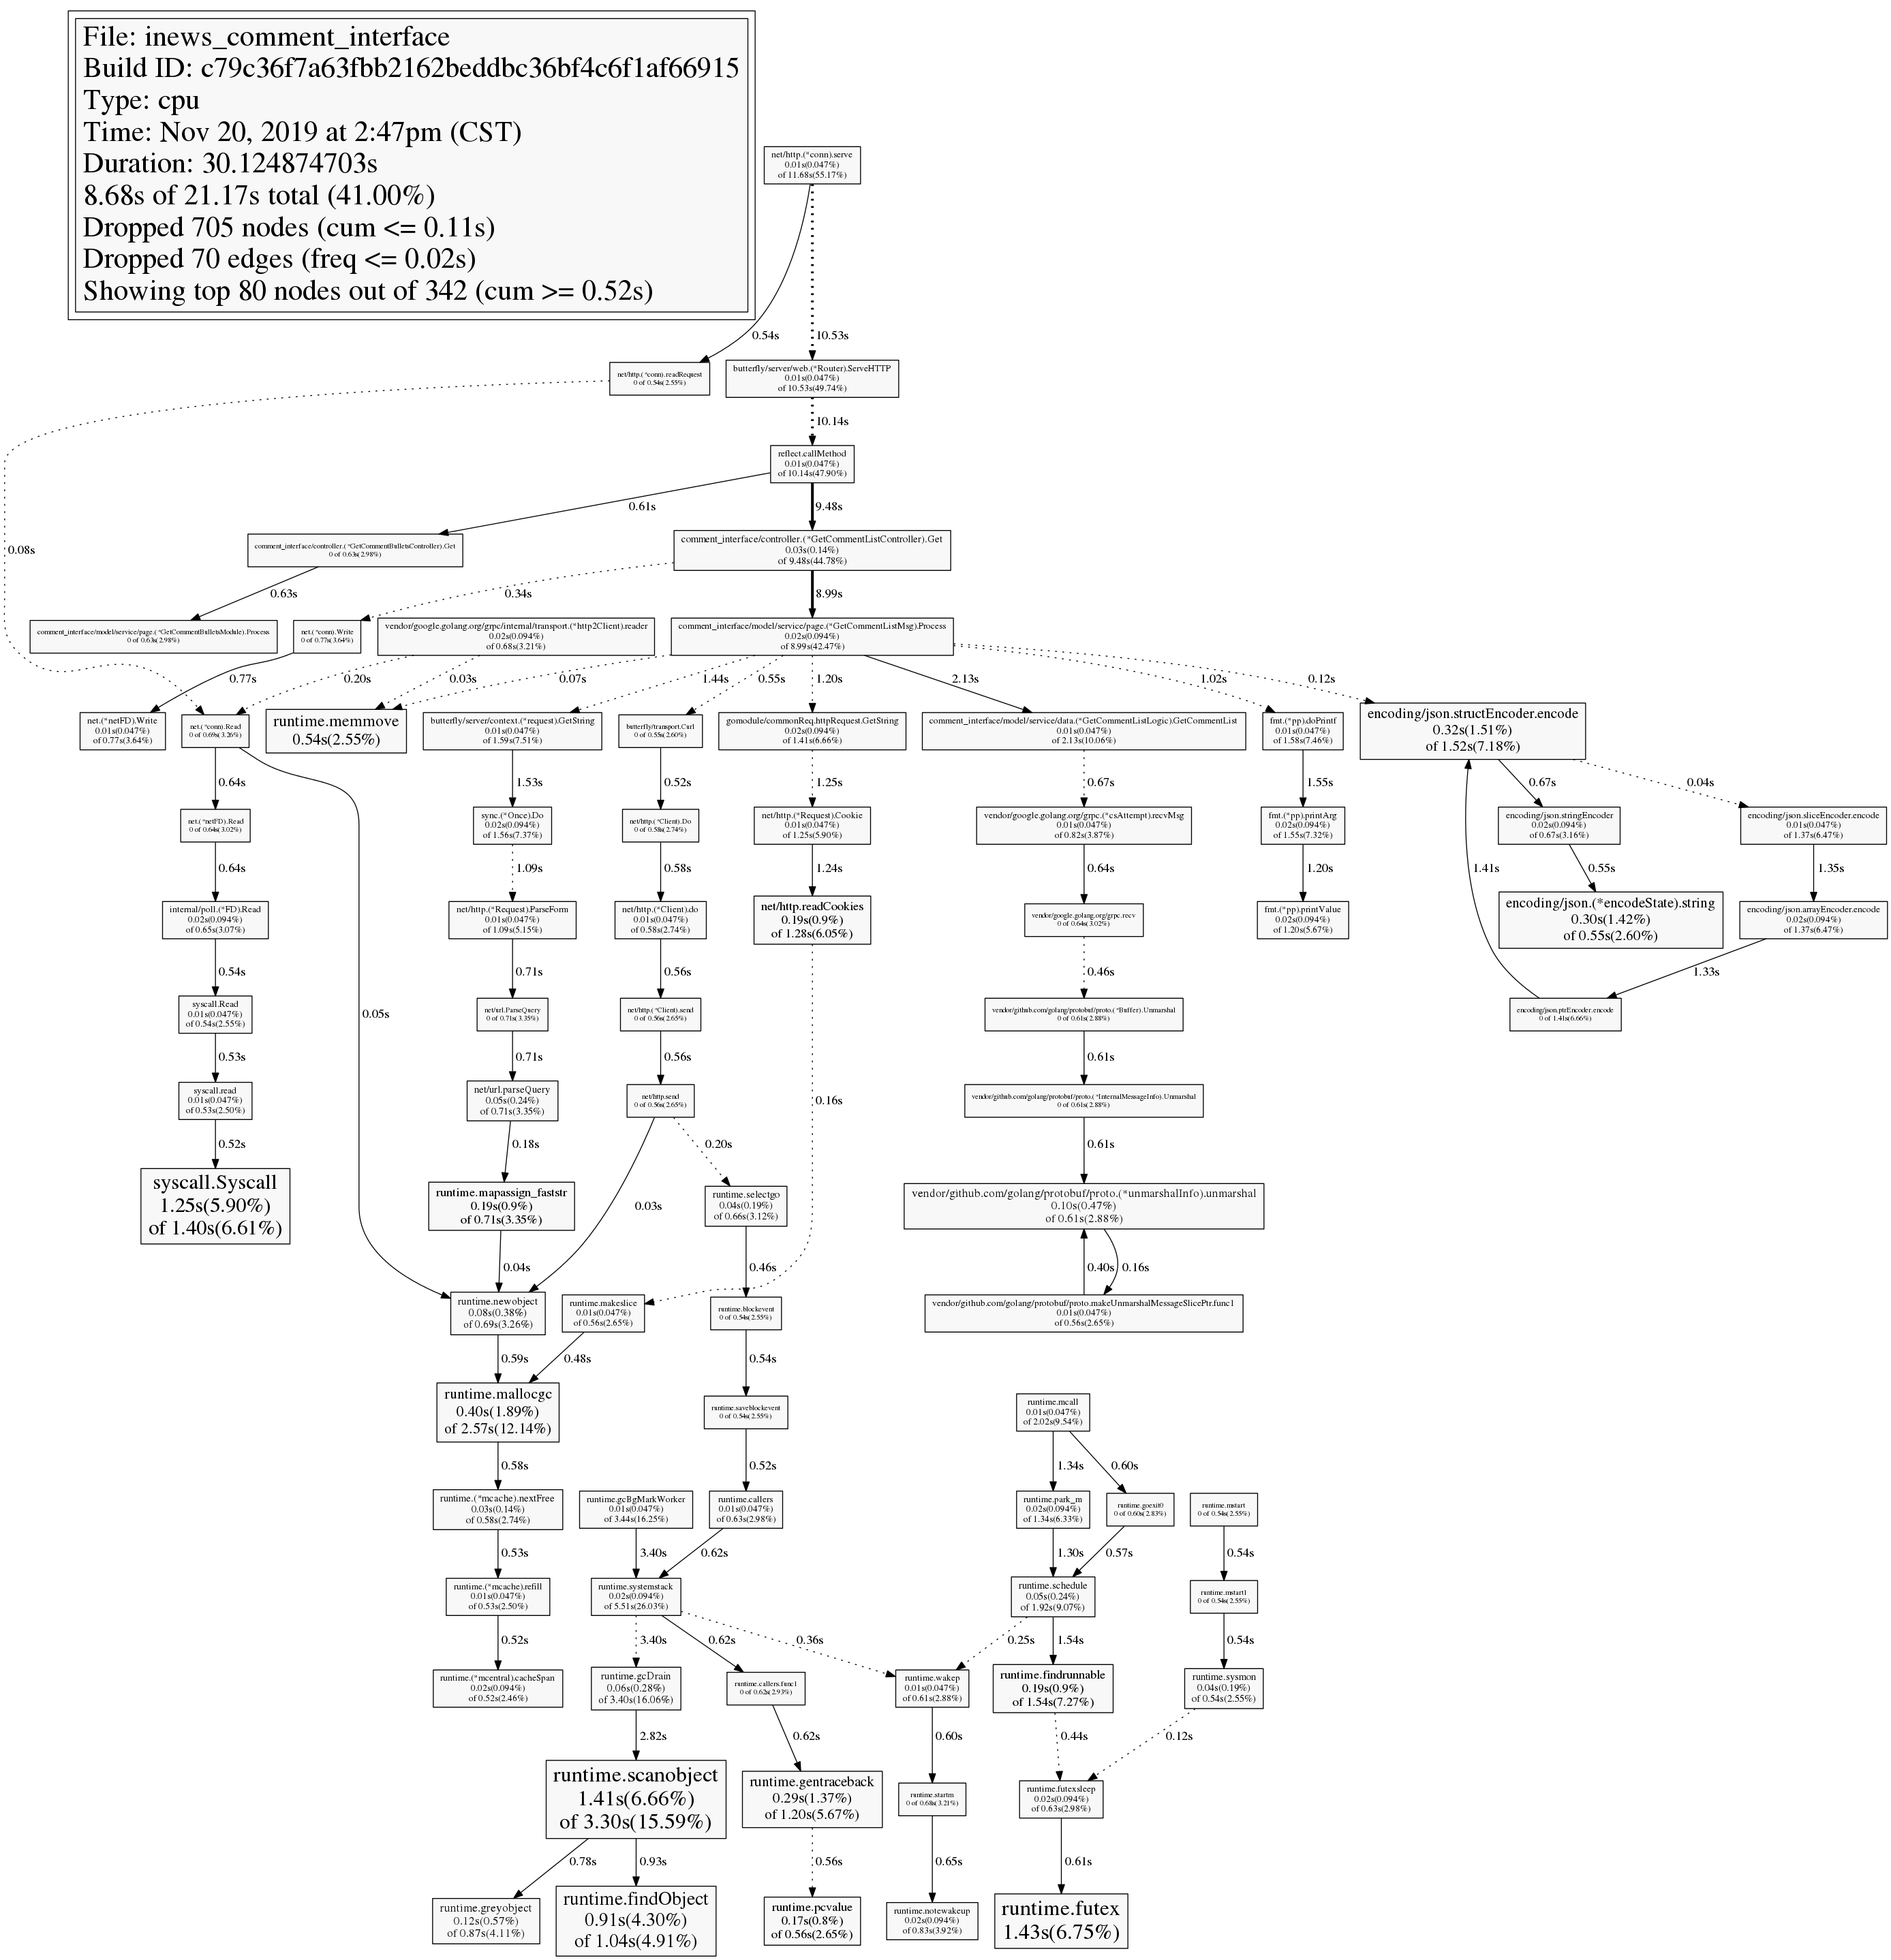 File: inews_comment_interface
Build ID: c79c36f7a63fbb2162beddbc36bf4c6f1af66915
Type: cpu
Time: Nov 20, 2019 at 2:47pm (CST)
Duration: 30.124874703s
8.68s of 21.17s total (41.00%)
Dropped 705 nodes (cum <= 0.11s)
Dropped 70 edges (freq <= 0.02s)
Showing top 80 nodes out of 342 (cum >= 0.52s)
net/http.(*conn).serve
0.01s(0.047%)
of 11.68s(55.17%)
0.54s
10.53s
net/http.(*conn).readRequest
0 of 0.54s(2.55%)
butterfly/server/web.(*Router).ServeHTTP
0.01s(0.047%)
of 10.53s(49.74%)
10.14s
reflect.callMethod
0.01s(0.047%)
of 10.14s(47.90%)
0.61s
9.48s
0.08s
comment_interface/controller.(*GetCommentBulletsController).Get
0 of 0.63s(2.98%)
comment_interface/controller.(*GetCommentListController).Get
0.03s(0.14%)
of 9.48s(44.78%)
0.63s
0.34s
8.99s
comment_interface/model/service/page.(*GetCommentBulletsModule).Process
0 of 0.63s(2.98%)
net.(*conn).Write
0 of 0.77s(3.64%)
vendor/google.golang.org/grpc/internal/transport.(*http2Client).reader
0.02s(0.094%)
of 0.68s(3.21%)
comment_interface/model/service/page.(*GetCommentListMsg).Process
0.02s(0.094%)
of 8.99s(42.47%)
0.77s
0.20s
0.03s
0.07s
1.44s
0.55s
1.20s
2.13s
1.02s
0.12s
net.(*netFD).Write
0.01s(0.047%)
of 0.77s(3.64%)
net.(*conn).Read
0 of 0.69s(3.26%)
runtime.memmove
0.54s(2.55%)
butterfly/server/context.(*request).GetString
0.01s(0.047%)
of 1.59s(7.51%)
butterfly/transport.Curl
0 of 0.55s(2.60%)
gomodule/commonReq.httpRequest.GetString
0.02s(0.094%)
of 1.41s(6.66%)
comment_interface/model/service/data.(*GetCommentListLogic).GetCommentList
0.01s(0.047%)
of 2.13s(10.06%)
fmt.(*pp).doPrintf
0.01s(0.047%)
of 1.58s(7.46%)
encoding/json.structEncoder.encode
0.32s(1.51%)
of 1.52s(7.18%)
0.64s
1.53s
0.52s
1.25s
0.67s
1.55s
0.67s
0.04s
net.(*netFD).Read
0 of 0.64s(3.02%)
sync.(*Once).Do
0.02s(0.094%)
of 1.56s(7.37%)
net/http.(*Client).Do
0 of 0.58s(2.74%)
net/http.(*Request).Cookie
0.01s(0.047%)
of 1.25s(5.90%)
vendor/google.golang.org/grpc.(*csAttempt).recvMsg
0.01s(0.047%)
of 0.82s(3.87%)
fmt.(*pp).printArg
0.02s(0.094%)
of 1.55s(7.32%)
encoding/json.stringEncoder
0.02s(0.094%)
of 0.67s(3.16%)
encoding/json.sliceEncoder.encode
0.01s(0.047%)
of 1.37s(6.47%)
0.64s
1.09s
0.58s
1.24s
0.64s
1.20s
1.41s
0.55s
1.35s
internal/poll.(*FD).Read
0.02s(0.094%)
of 0.65s(3.07%)
net/http.(*Request).ParseForm
0.01s(0.047%)
of 1.09s(5.15%)
net/http.(*Client).do
0.01s(0.047%)
of 0.58s(2.74%)
net/http.readCookies
0.19s(0.9%)
of 1.28s(6.05%)
vendor/google.golang.org/grpc.recv
0 of 0.64s(3.02%)
fmt.(*pp).printValue
0.02s(0.094%)
of 1.20s(5.67%)
encoding/json.(*encodeState).string
0.30s(1.42%)
of 0.55s(2.60%)
encoding/json.arrayEncoder.encode
0.02s(0.094%)
of 1.37s(6.47%)
0.54s
0.71s
0.56s
0.46s
1.33s
syscall.Read
0.01s(0.047%)
of 0.54s(2.55%)
0.05s
net/url.ParseQuery
0 of 0.71s(3.35%)
net/http.(*Client).send
0 of 0.56s(2.65%)
vendor/github.com/golang/protobuf/proto.(*Buffer).Unmarshal
0 of 0.61s(2.88%)
encoding/json.ptrEncoder.encode
0 of 1.41s(6.66%)
0.53s
0.71s
0.56s
0.61s
syscall.read
0.01s(0.047%)
of 0.53s(2.50%)
net/url.parseQuery
0.05s(0.24%)
of 0.71s(3.35%)
net/http.send
0 of 0.56s(2.65%)
0.16s
vendor/github.com/golang/protobuf/proto.(*InternalMessageInfo).Unmarshal
0 of 0.61s(2.88%)
0.52s
0.18s
0.20s
0.61s
syscall.Syscall
1.25s(5.90%)
of 1.40s(6.61%)
runtime.mapassign_faststr
0.19s(0.9%)
of 0.71s(3.35%)
0.03s
runtime.selectgo
0.04s(0.19%)
of 0.66s(3.12%)
vendor/github.com/golang/protobuf/proto.(*unmarshalInfo).unmarshal
0.10s(0.47%)
of 0.61s(2.88%)
0.04s
0.46s
0.40s
0.16s
runtime.newobject
0.08s(0.38%)
of 0.69s(3.26%)
runtime.makeslice
0.01s(0.047%)
of 0.56s(2.65%)
runtime.blockevent
0 of 0.54s(2.55%)
vendor/github.com/golang/protobuf/proto.makeUnmarshalMessageSlicePtr.func1
0.01s(0.047%)
of 0.56s(2.65%)
0.59s
0.48s
0.54s
runtime.mallocgc
0.40s(1.89%)
of 2.57s(12.14%)
runtime.saveblockevent
0 of 0.54s(2.55%)
runtime.mcall
0.01s(0.047%)
of 2.02s(9.54%)
0.58s
0.52s
1.34s
0.60s
runtime.(*mcache).nextFree
0.03s(0.14%)
of 0.58s(2.74%)
runtime.gcBgMarkWorker
0.01s(0.047%)
of 3.44s(16.25%)
runtime.callers
0.01s(0.047%)
of 0.63s(2.98%)
runtime.park_m
0.02s(0.094%)
of 1.34s(6.33%)
runtime.goexit0
0 of 0.60s(2.83%)
runtime.mstart
0 of 0.54s(2.55%)
0.53s
3.40s
0.62s
1.30s
0.57s
0.54s
runtime.(*mcache).refill
0.01s(0.047%)
of 0.53s(2.50%)
runtime.systemstack
0.02s(0.094%)
of 5.51s(26.03%)
runtime.schedule
0.05s(0.24%)
of 1.92s(9.07%)
runtime.mstart1
0 of 0.54s(2.55%)
0.52s
3.40s
0.62s
0.36s
0.25s
1.54s
0.54s
runtime.(*mcentral).cacheSpan
0.02s(0.094%)
of 0.52s(2.46%)
runtime.gcDrain
0.06s(0.28%)
of 3.40s(16.06%)
runtime.callers.func1
0 of 0.62s(2.93%)
runtime.wakep
0.01s(0.047%)
of 0.61s(2.88%)
runtime.findrunnable
0.19s(0.9%)
of 1.54s(7.27%)
runtime.sysmon
0.04s(0.19%)
of 0.54s(2.55%)
2.82s
0.62s
0.60s
0.44s
0.12s
runtime.scanobject
1.41s(6.66%)
of 3.30s(15.59%)
runtime.gentraceback
0.29s(1.37%)
of 1.20s(5.67%)
runtime.startm
0 of 0.68s(3.21%)
runtime.futexsleep
0.02s(0.094%)
of 0.63s(2.98%)
0.78s
0.93s
0.56s
0.65s
0.61s
runtime.greyobject
0.12s(0.57%)
of 0.87s(4.11%)
runtime.findObject
0.91s(4.30%)
of 1.04s(4.91%)
runtime.pcvalue
0.17s(0.8%)
of 0.56s(2.65%)
runtime.notewakeup
0.02s(0.094%)
of 0.83s(3.92%)
runtime.futex
1.43s(6.75%)